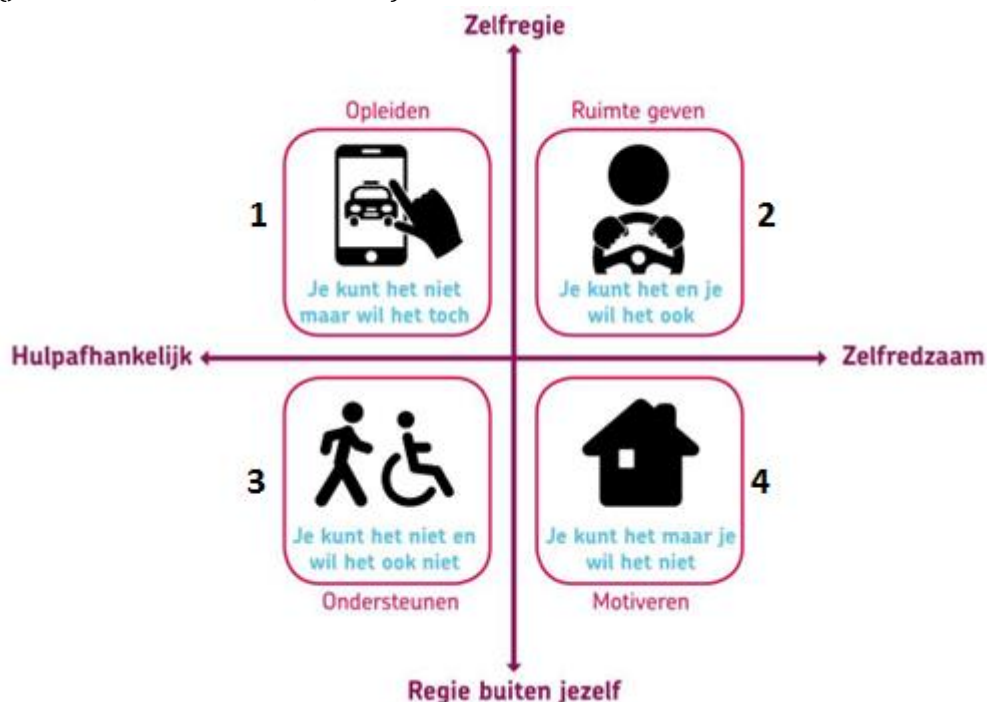 Zelfregie
Opleiden
Ruimte geven
1
2
Je kunt het niet
maar wil het toch
Je kunt het en je
wil het ook
Hulpafhankelijk
Zelfredzaam
3
4
Je kunt het niet en
wil het ook niet
Je kunt het maar je
wil het niet
Ondersteunen
Motiveren
Regie buiten jezelf